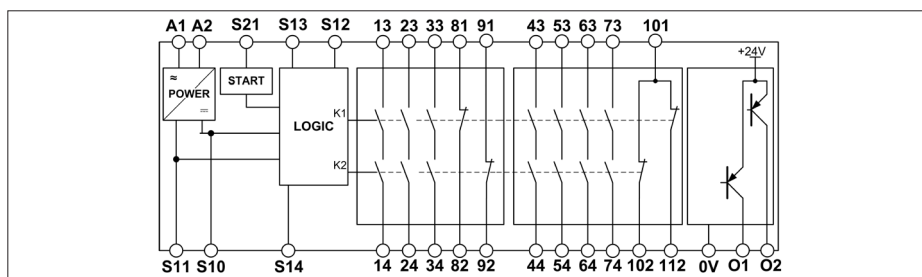 A1 A2 S21 S13 S12 13 23 33 81 91 43 53 63 73 101
+24V
≈ POWER ⎓
START
LOGIC
K1
K2
S11 S10 S14 14 24 34 82 92 44 54 64 74 102 112 0V O1 O2